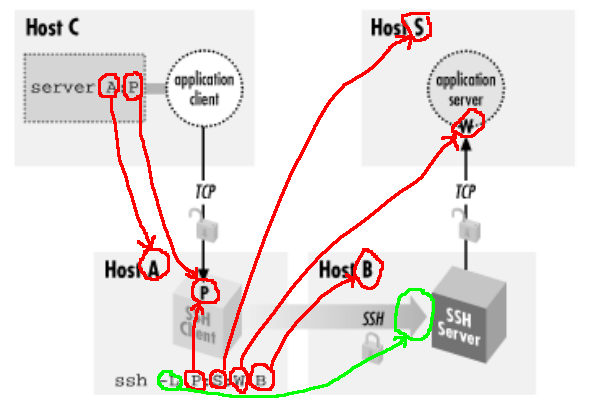 Host C
Host S
server A:P
application
client
application
server
W
TCP
TCP
Host A
Host B
P
SSH
Client
SSH
SSH
Server
ssh -L P:S:W B